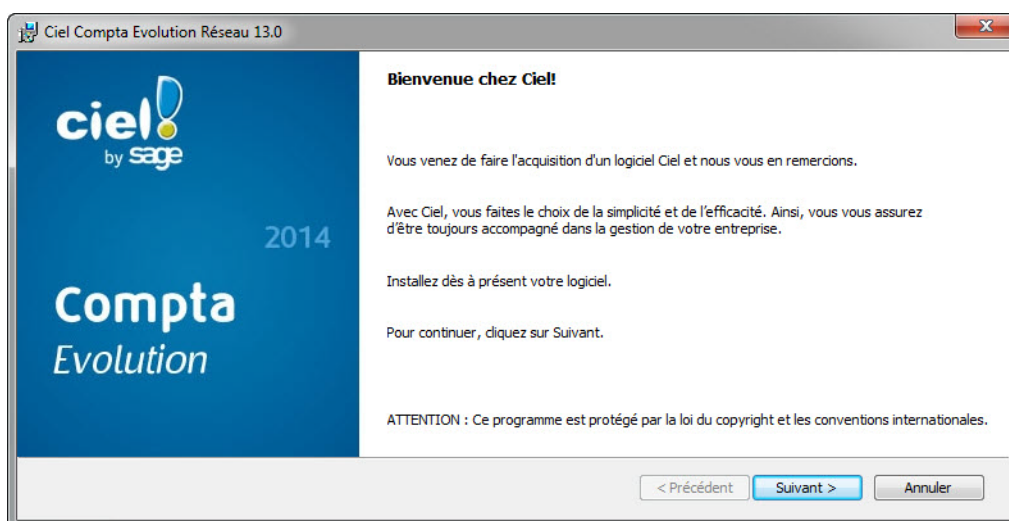 Ciel Compta Evolution Réseau 13.0
ciel!
by sage
2014
Compta
Evolution
Bienvenue chez Ciel!
Vous venez de faire l'acquisition d'un logiciel Ciel et nous vous en remercions.
Avec Ciel, vous faites le choix de la simplicité et de l’efficacité. Ainsi, vous vous assurez
d’être toujours accompagné dans la gestion de votre entreprise.
Installez dès à présent votre logiciel.
Pour continuer, cliquez sur Suivant.
ATTENTION : Ce programme est protégé par la loi du copyright et les conventions internationales.
< Précédent
Suivant >
Annuler